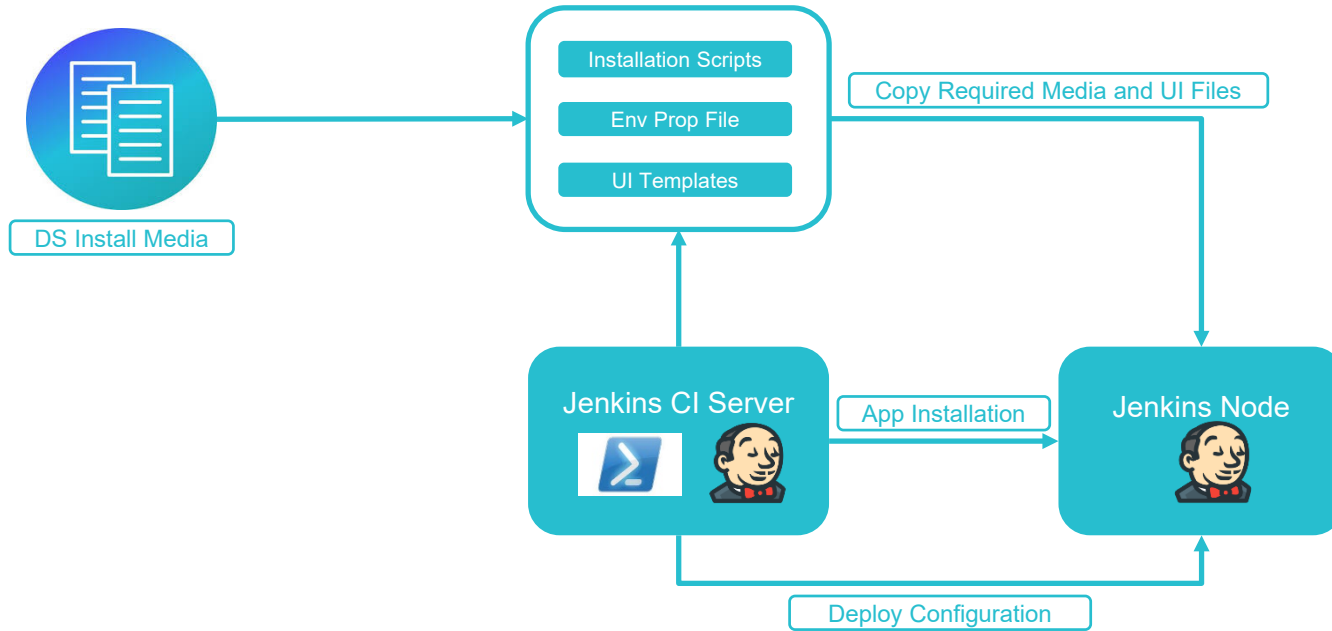 Installation Scripts
Env Prop File
UI Templates
Copy Required Media and UI Files
DS Install Media
Jenkins CI Server
App Installation
Jenkins Node
Deploy Configuration